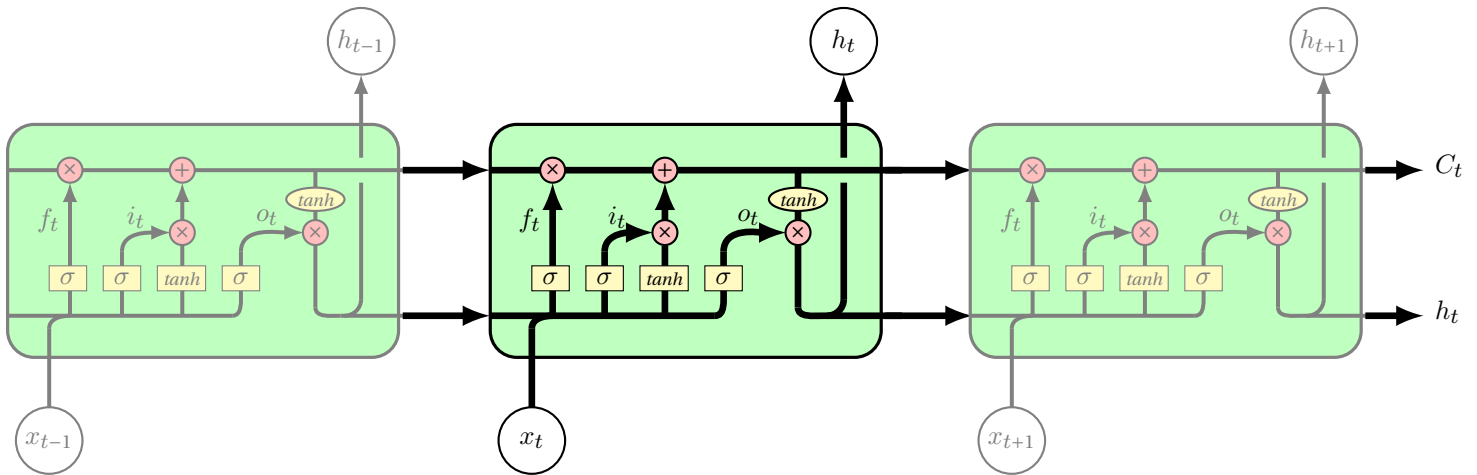 h_{t−1} h_t h_{t+1}
× + × + × + C_t
f_t i_t o_t tanh f_t i_t o_t tanh f_t i_t o_t tanh
× × × × × ×
σ σ tanh σ σ σ tanh σ σ σ tanh σ
h_t
x_{t−1} x_t x_{t+1}